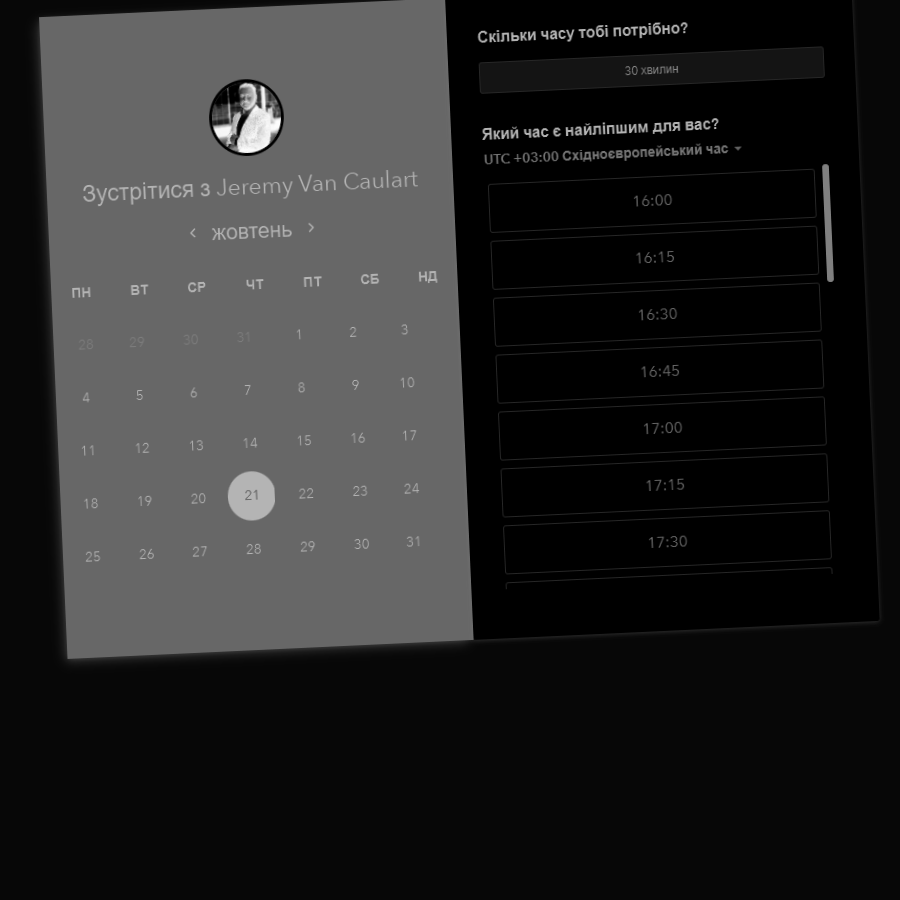 Зустрітися з Jeremy Van Caulart
жовтень
ПН ВТ СР ЧТ ПТ СБ НД
28 29 30 31 1 2 3
4 5 6 7 8 9 10
11 12 13 14 15 16 17
18 19 20 21 22 23 24
25 26 27 28 29 30 31
Скільки часу тобі потрібно?
30 хвилин
Який час є найліпшим для вас?
UTC +03:00 Східноєвропейський час
16:00
16:15
16:30
16:45
17:00
17:15
17:30